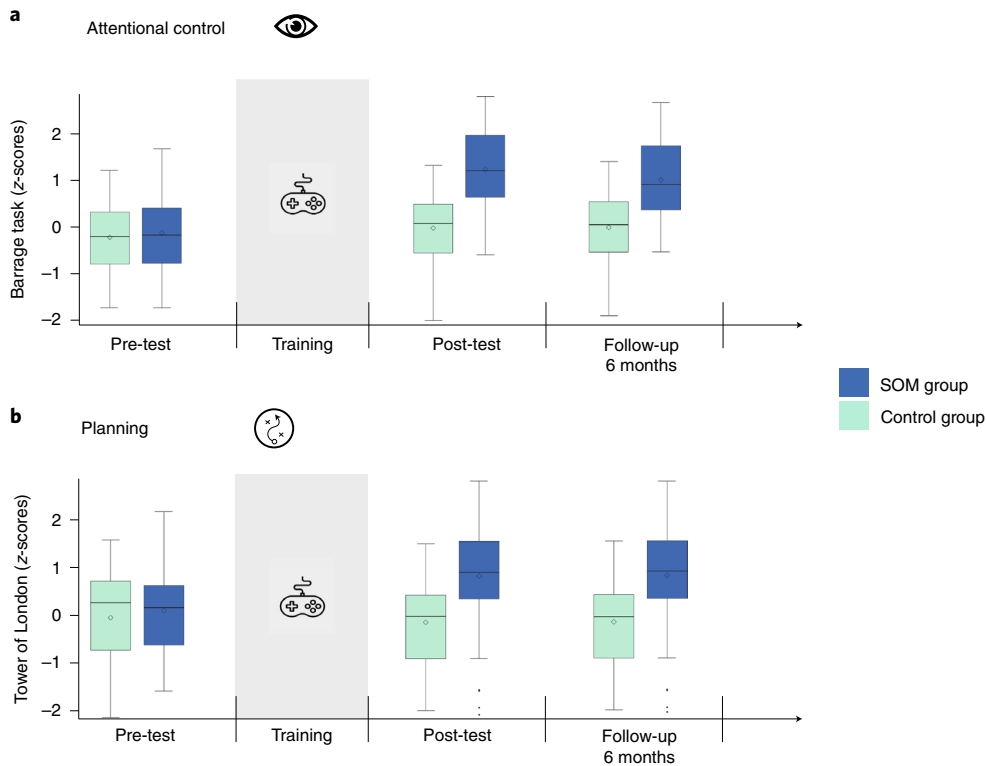 a
Attentional control
Barrage task (z-scores)
2
1
0
–1
–2
Pre-test
Training
Post-test
Follow-up
6 months
SOM group
Control group
b
Planning
Tower of London (z-scores)
2
1
0
–1
–2
Pre-test
Training
Post-test
Follow-up
6 months